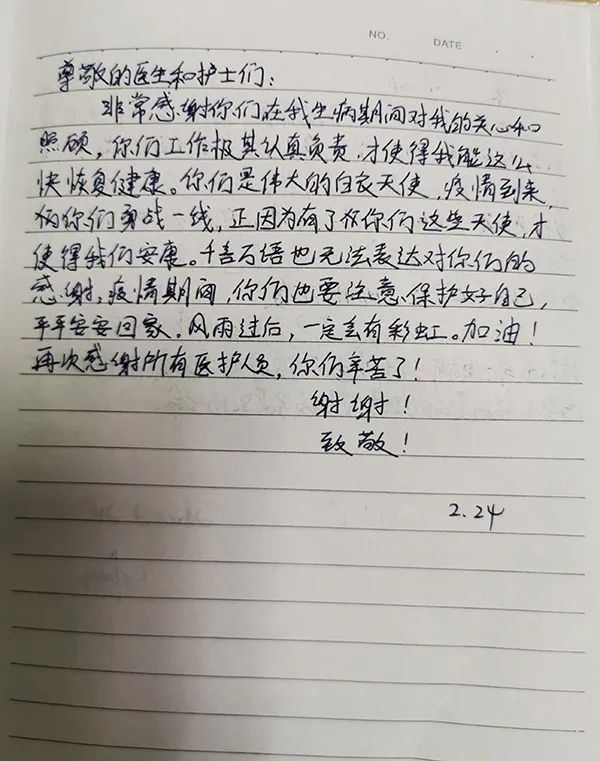 NO.
DATE
尊敬的医生和护士们：
非常感谢你们在我生病期间对我的关心和
照顾，你们工作极其认真负责，才使得我能这么
快恢复健康。你们是伟大的白衣天使，疫情到来，
你们勇战一线，正因为有了你们这些天使，才
使得我们安康。千言万语也无法表达对你们的
感谢，疫情期间，你们也要注意保护好自己，
平平安安回家。风雨过后，一定会有彩虹。加油！
再次感谢所有医护人员，你们辛苦了！
谢谢！
致敬！
2.24